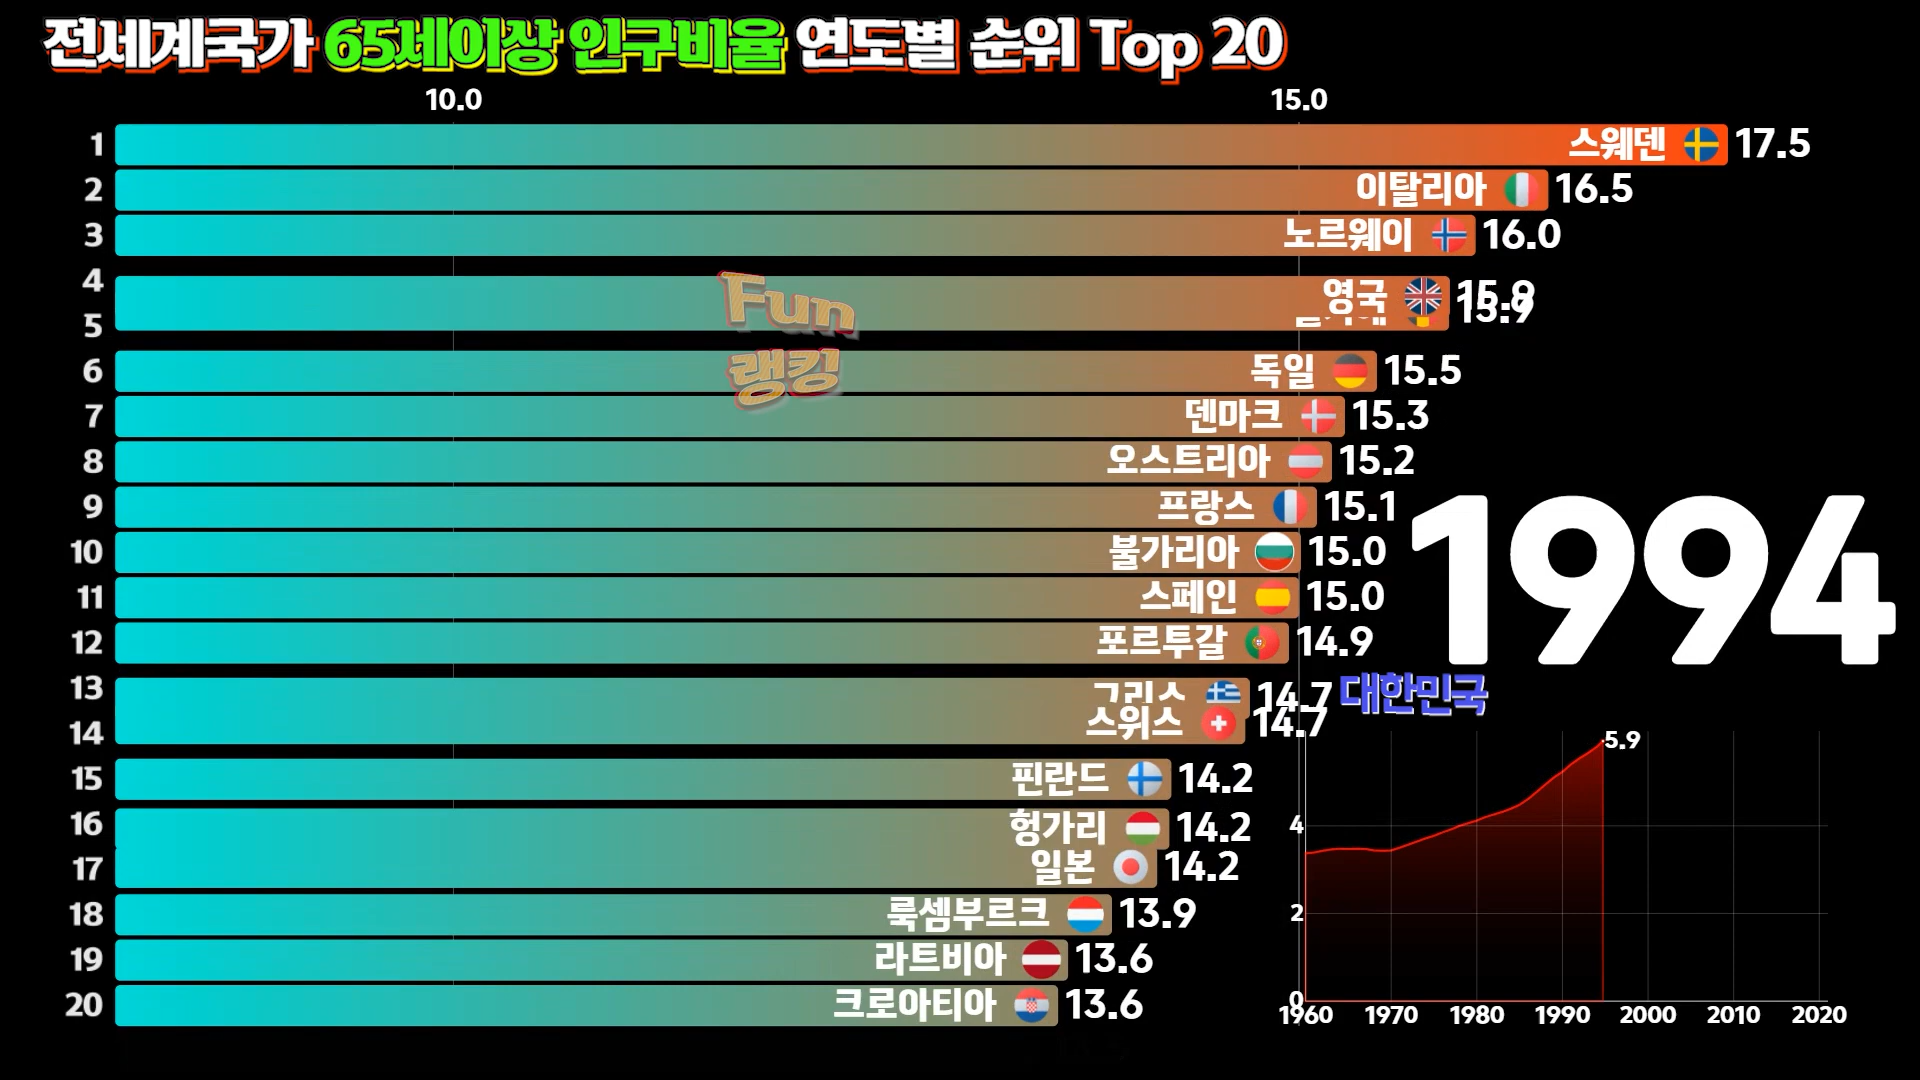 전세계국가 65세이상 인구비율 연도별 순위 Top 20
10.0 15.0
1 스웨덴 17.5
2 이탈리아 16.5
3 노르웨이 16.0
4 영국 15.9
5 15.9
Fun
랭킹
6 독일 15.5
7 덴마크 15.3
8 오스트리아 15.2
9 프랑스 15.1
10 불가리아 15.0
11 스페인 15.0
12 포르투갈 14.9
13 그리스 14.7
14 스위스 14.7
15 핀란드 14.2
16 헝가리 14.2
17 일본 14.2
18 룩셈부르크 13.9
19 라트비아 13.6
20 크로아티아 13.6
1994
대한민국
5.9
4
2
0
1960 1970 1980 1990 2000 2010 2020